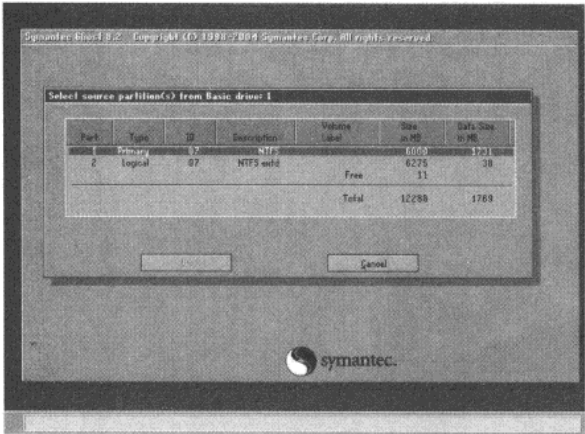 Symantec Ghost 8.2 Copyright (C) 1998-2004 Symantec Corp. All rights reserved
Select source partition(s) from Basic drive: 1
Part Type ID Description Volume Label Size in MB Data Size in MB
1 Primary 07 NTFS 1731
2 Logical 07 NTFS extd 6275 38
Free 11
Total 12288 1769
Cancel
symantec.